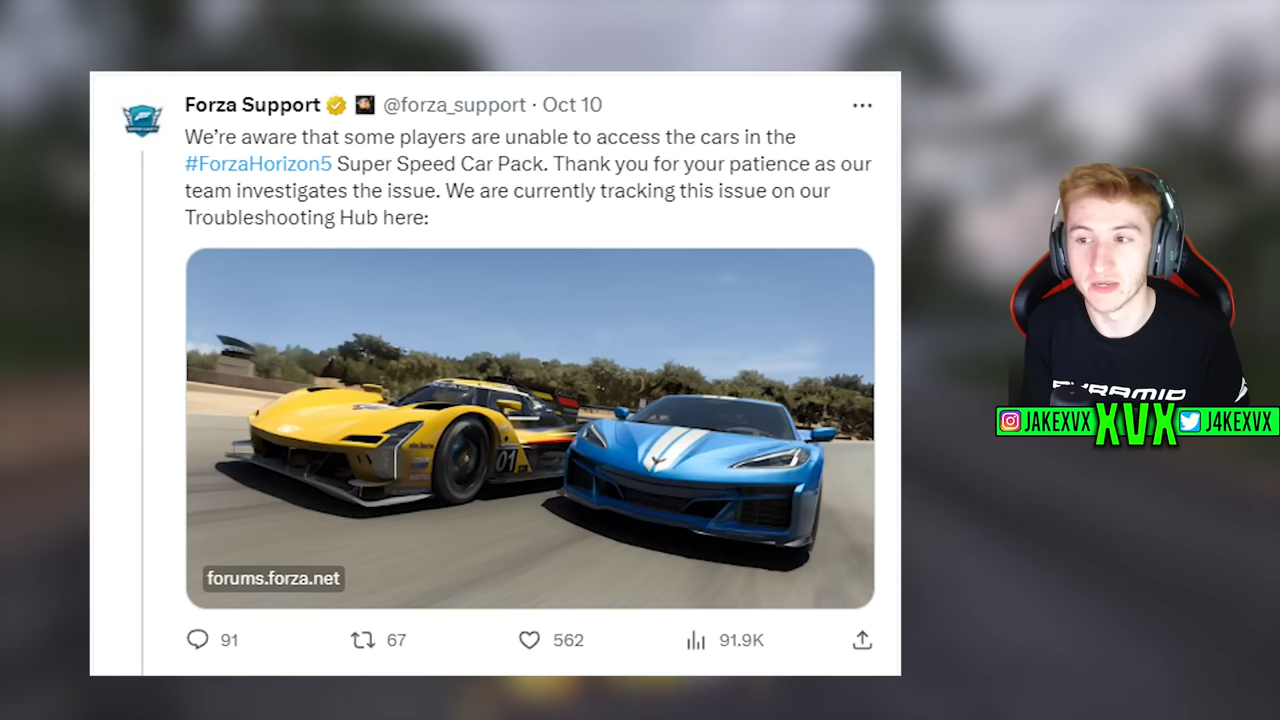 Forza Support @forza_support · Oct 10
We're aware that some players are unable to access the cars in the
#ForzaHorizon5 Super Speed Car Pack. Thank you for your patience as our
team investigates the issue. We are currently tracking this issue on our
Troubleshooting Hub here:
01
forums.forza.net
91 67 562 91.9K
PYRAMID
JAKEXVX XVX J4KEXVX